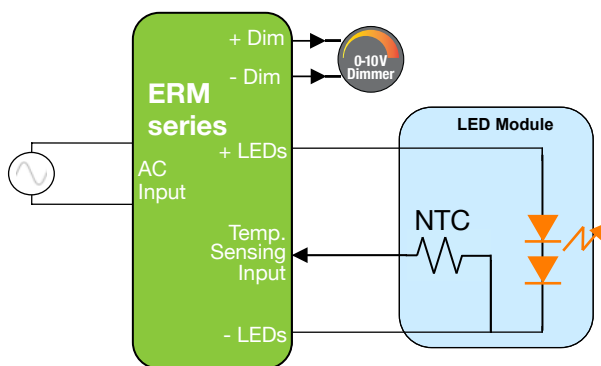 + Dim
- Dim
0-10V
Dimmer
ERM
series
+ LEDs
AC
Input
Temp.
Sensing
Input
- LEDs
LED Module
NTC